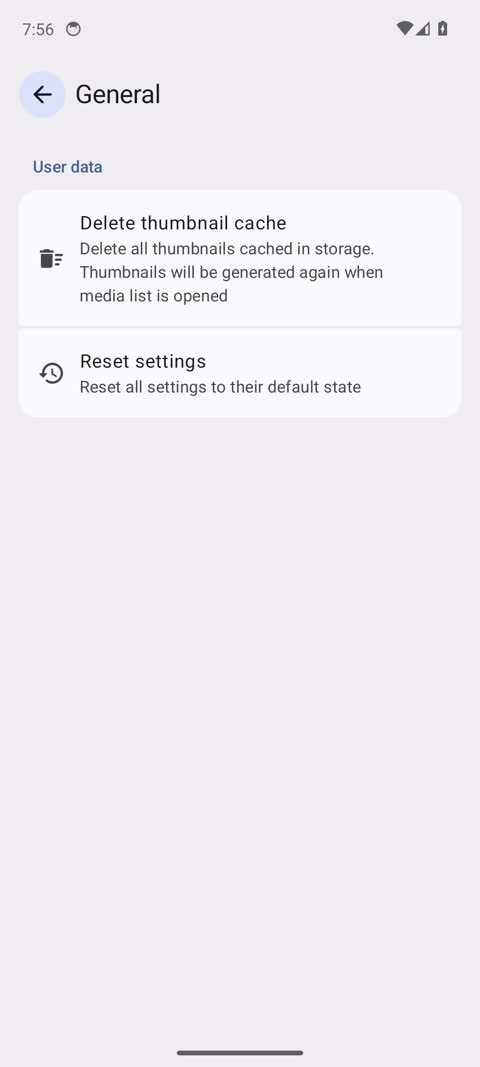 7:56
General
User data
Delete thumbnail cache
Delete all thumbnails cached in storage.
Thumbnails will be generated again when
media list is opened
Reset settings
Reset all settings to their default state